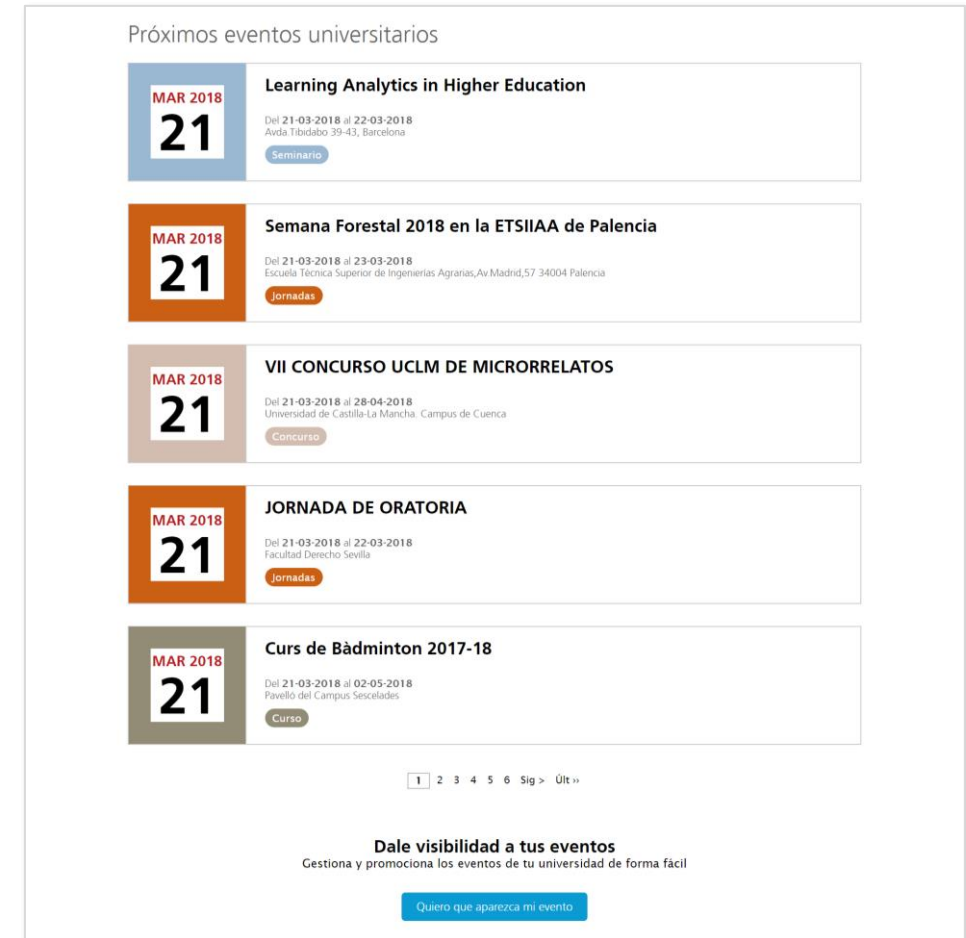 Próximos eventos universitarios
MAR 2018
21
Learning Analytics in Higher Education
Del 21-03-2018 al 22-03-2018
Avda.Tibidabo 39-43, Barcelona
Seminario
MAR 2018
21
Semana Forestal 2018 en la ETSIIAA de Palencia
Del 21-03-2018 al 23-03-2018
Escuela Técnica Superior de Ingenierias Agrarias,Av.Madrid,57 34004 Palencia
Jornadas
MAR 2018
21
VII CONCURSO UCLM DE MICRORRELATOS
Del 21-03-2018 al 28-04-2018
Universidad de Castilla-La Mancha. Campus de Cuenca
Concurso
MAR 2018
21
JORNADA DE ORATORIA
Del 21-03-2018 al 22-03-2018
Facultad Derecho Sevilla
Jornadas
MAR 2018
21
Curs de Bàdminton 2017-18
Del 21-03-2018 al 02-05-2018
Pavelló del Campus Sescelades
Curso
1 2 3 4 5 6 Sig > Últ ››
Dale visibilidad a tus eventos
Gestiona y promociona los eventos de tu universidad de forma fácil
Quiero que aparezca mi evento